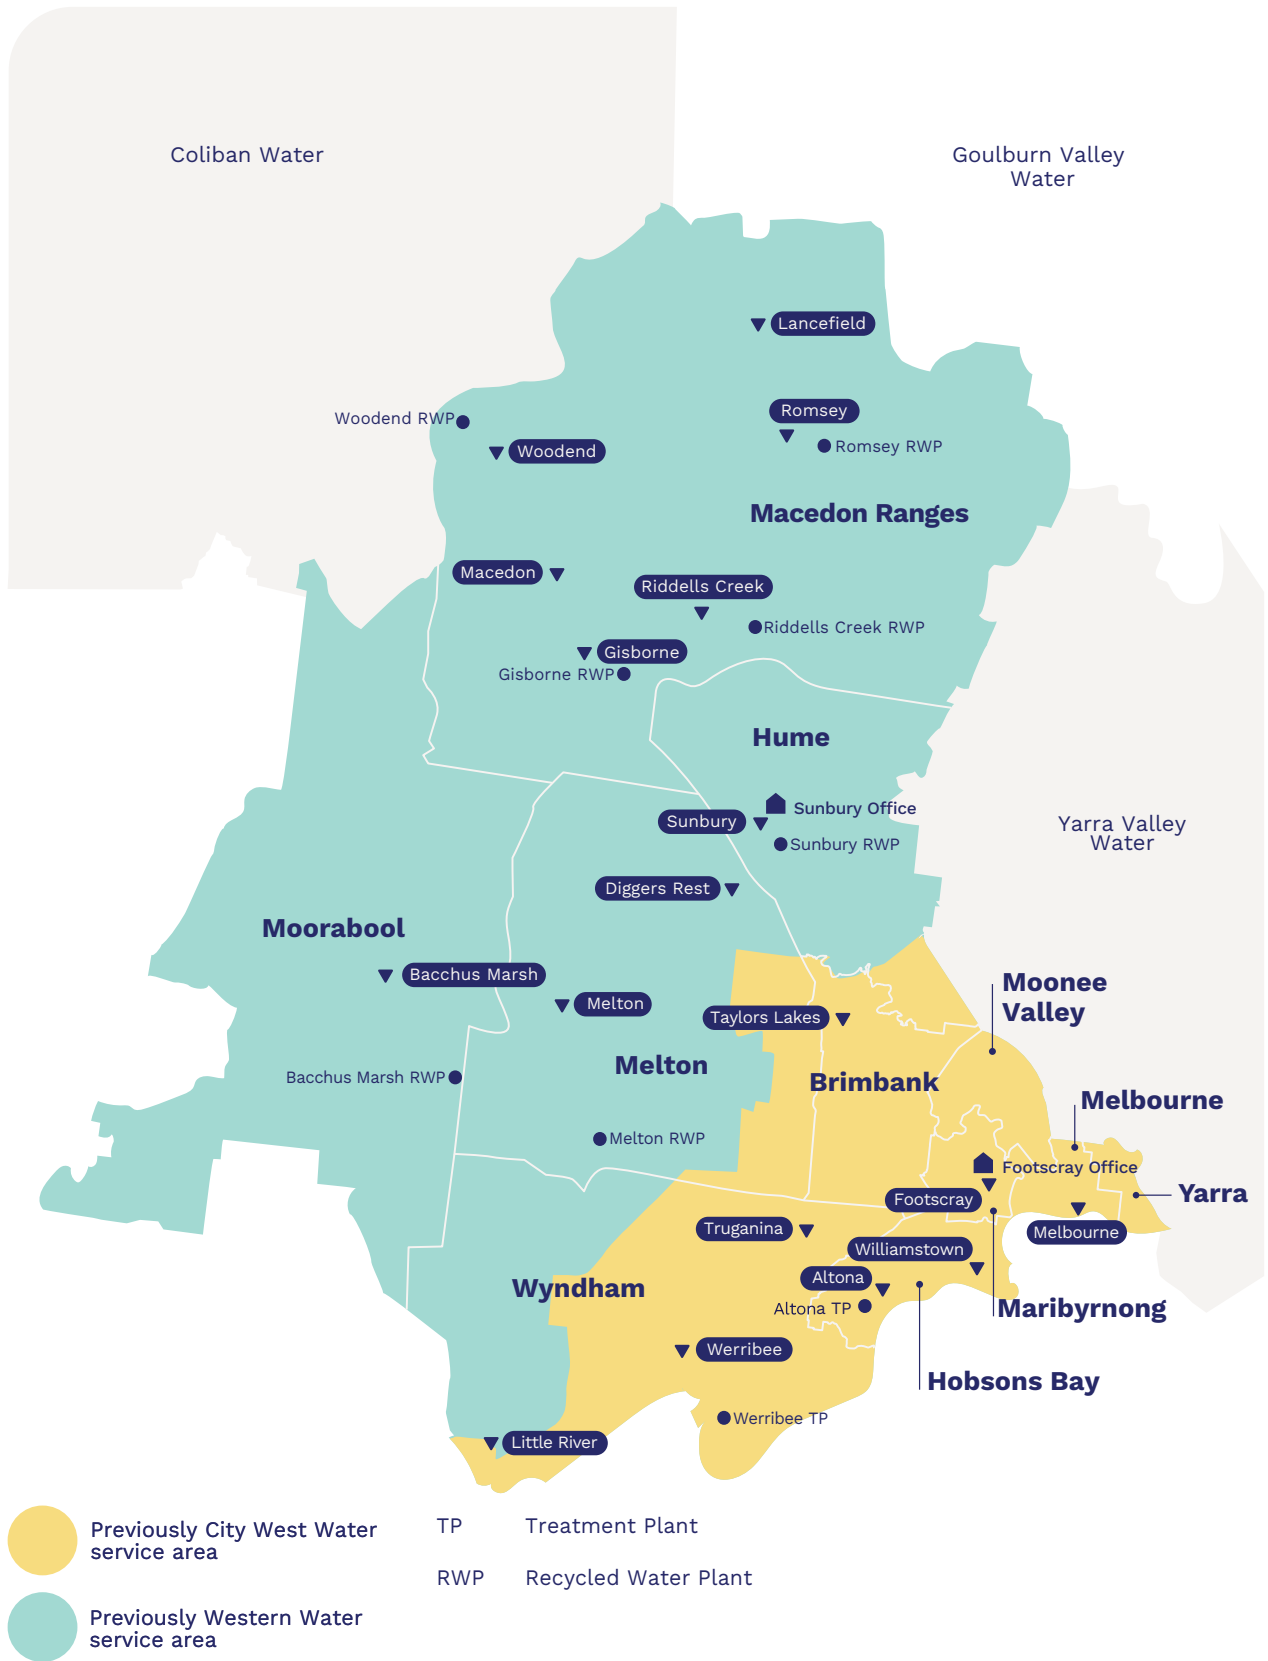 Coliban Water
Goulburn Valley
Water
Lancefield
Romsey
Woodend RWP
Romsey RWP
Woodend
Macedon Ranges
Macedon
Riddells Creek
Riddells Creek RWP
Gisborne
Gisborne RWP
Hume
Sunbury Office
Sunbury
Yarra Valley
Water
Sunbury RWP
Diggers Rest
Moorabool
Bacchus Marsh
Moonee
Valley
Melton
Taylors Lakes
Melton
Bacchus Marsh RWP
Brimbank
Melbourne
Melton RWP
Footscray Office
Yarra
Footscray
Truganina
Melbourne
Williamstown
Altona
Wyndham
Altona TP
Maribyrnong
Werribee
Hobsons Bay
Werribee TP
Little River
Previously City West Water
service area
TP Treatment Plant
RWP Recycled Water Plant
Previously Western Water
service area